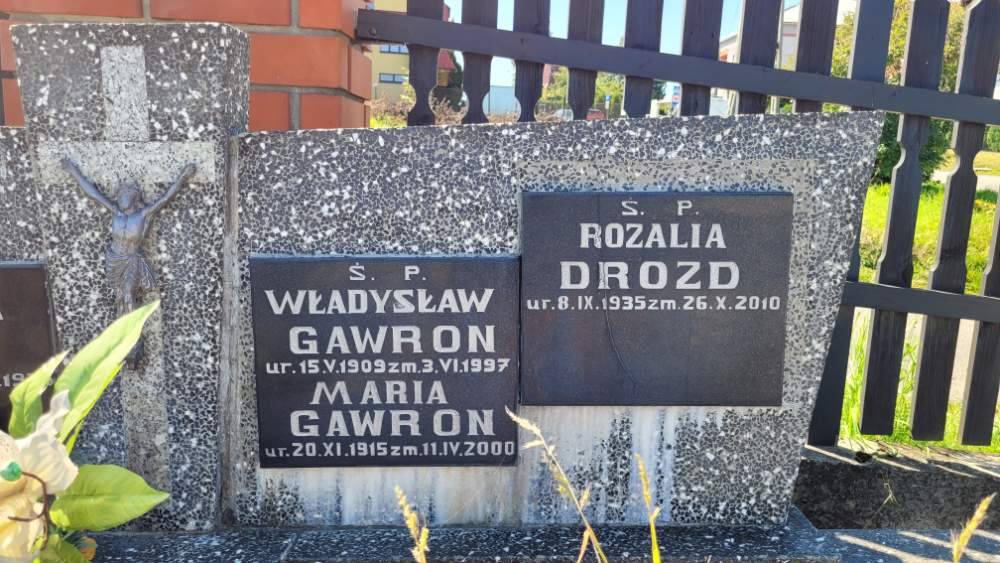 Ś. P.
WŁADYSŁAW
GAWRON
ur. 15.V.1909 zm. 3.VI.1997
MARIA
GAWRON
ur. 20.XI.1915 zm. 11.IV.2000
Ś. P.
ROZALIA
DROZD
ur. 8.IX.1935 zm. 26.X.2010